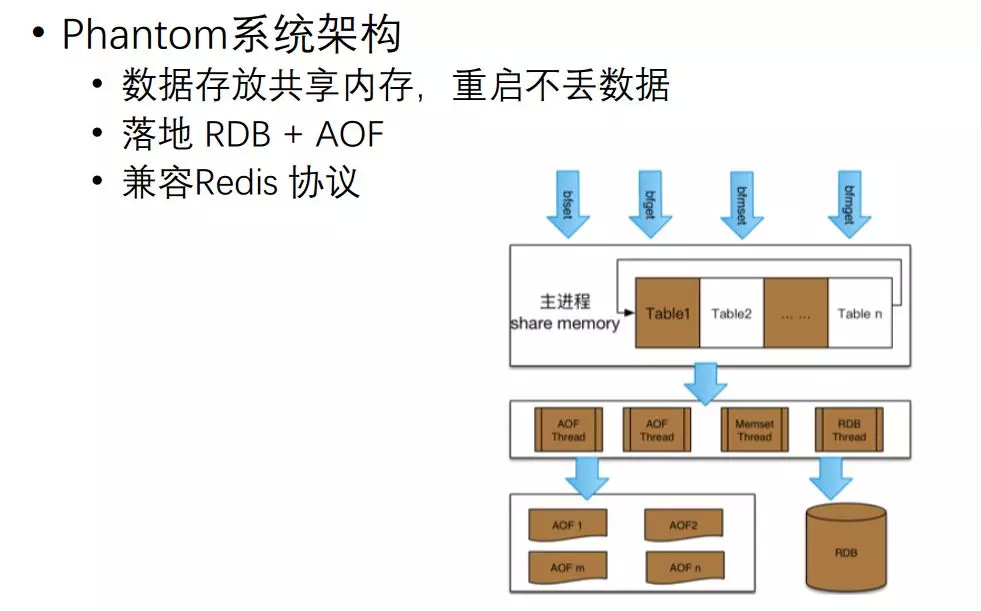 • Phantom系统架构
• 数据存放共享内存，重启不丢数据
• 落地 RDB + AOF
• 兼容Redis 协议
bfset
bfget
bfmset
bfmget
主进程
share memory
Table1
Table2
... ...
Table n
AOF
Thread
AOF
Thread
Memset
Thread
RDB
Thread
AOF 1
AOF2
AOF m
AOF n
RDB